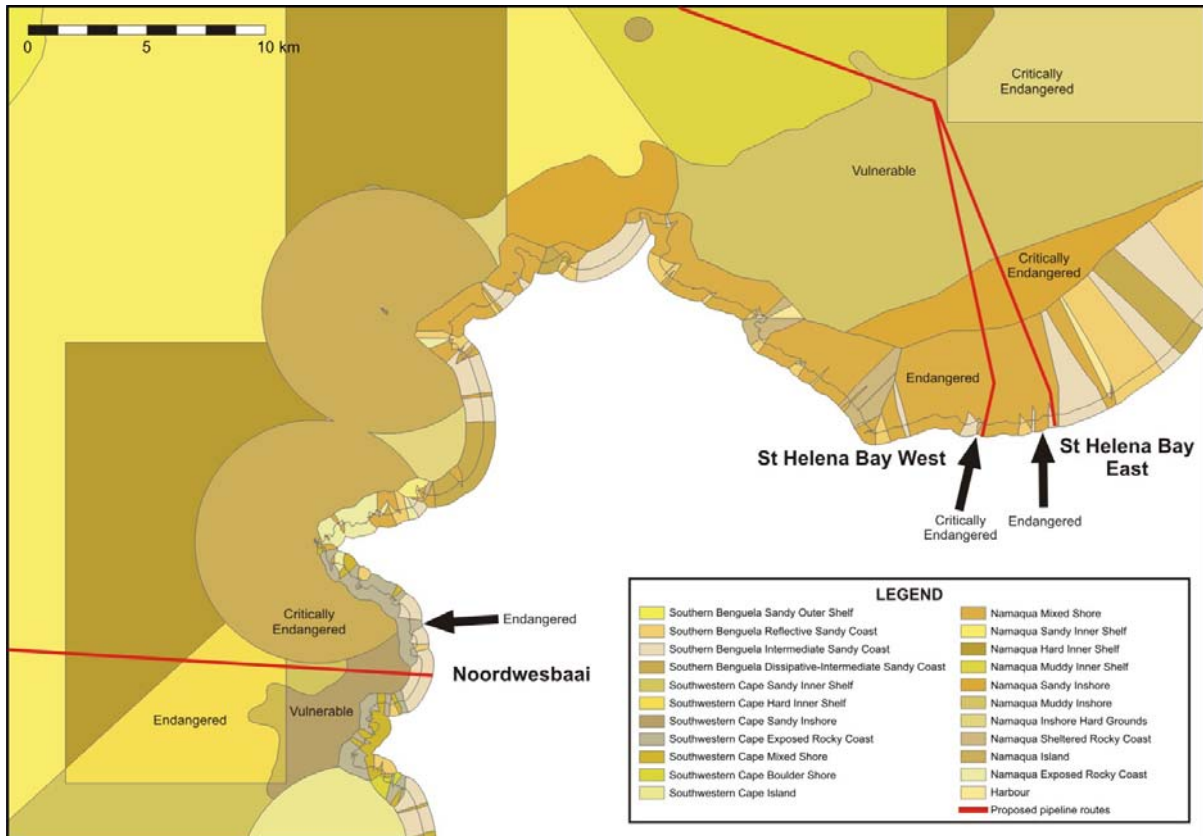 0
5
10 km
Critically
Endangered
Vulnerable
Critically
Endangered
Endangered
St Helena Bay West
St Helena Bay
East
Critically
Endangered
Endangered
Critically
Endangered
Endangered
Noordwesbaai
Endangered
Vulnerable
LEGEND
Southern Benguela Sandy Outer Shelf
Southern Benguela Reflective Sandy Coast
Southern Benguela Intermediate Sandy Coast
Southern Benguela Dissipative-Intermediate Sandy Coast
Southwestern Cape Sandy Inner Shelf
Southwestern Cape Hard Inner Shelf
Southwestern Cape Sandy Inshore
Southwestern Cape Exposed Rocky Coast
Southwestern Cape Mixed Shore
Southwestern Cape Boulder Shore
Southwestern Cape Island
Namaqua Mixed Shore
Namaqua Sandy Inner Shelf
Namaqua Hard Inner Shelf
Namaqua Muddy Inner Shelf
Namaqua Sandy Inshore
Namaqua Muddy Inshore
Namaqua Inshore Hard Grounds
Namaqua Sheltered Rocky Coast
Namaqua Island
Namaqua Exposed Rocky Coast
Harbour
Proposed pipeline routes